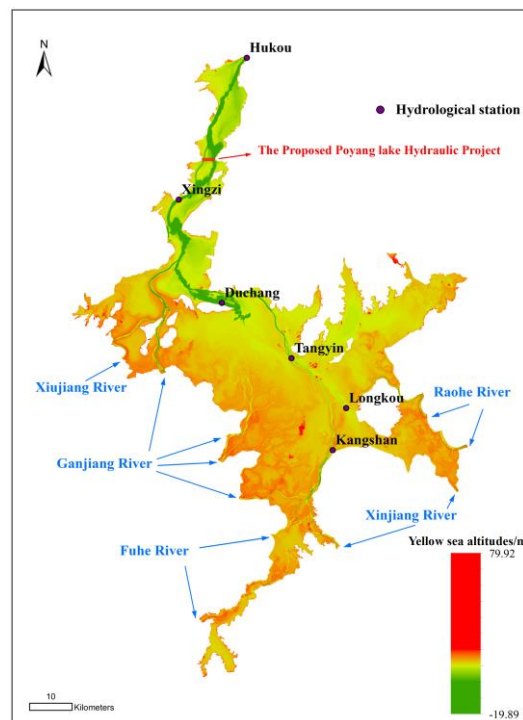 N
Hukou
Hydrological station
The Proposed Poyang lake Hydraulic Project
Xingzi
Duchang
Tangyin
Xiujiang River
Raohe River
Longkou
Kangshan
Ganjiang River
Xinjiang River
Yellow sea altitudes/m
79.92
Fuhe River
10
Kilometers
-19.89